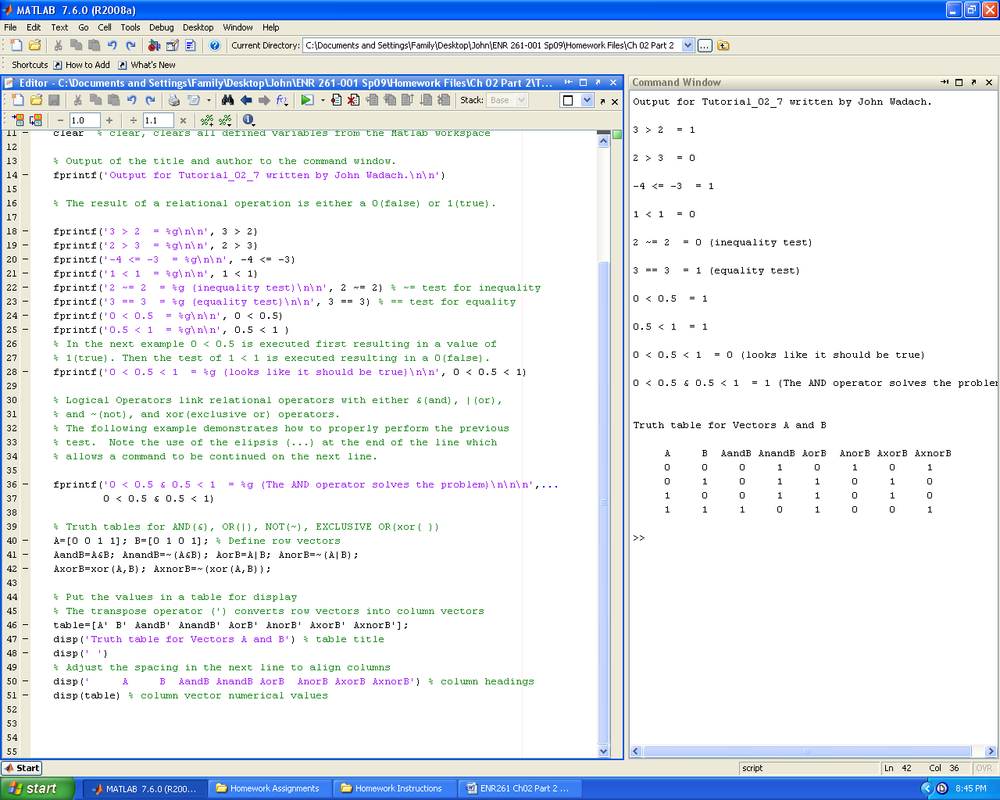 MATLAB 7.6.0 (R2008a)
File Edit Text Go Cell Tools Debug Desktop Window Help
Current Directory: C:\Documents and Settings\Family\Desktop\John\ENR 261-001 Sp09\Homework Files\Ch 02 Part 2 ...
Shortcuts How to Add What's New
Editor - C:\Documents and Settings\Family\Desktop\John\ENR 261-001 Sp09\Homework Files\Ch 02 Part 2\T...
Stack: Base
− 1.0 + ÷ 1.1 ×
11 − clear % clear, clears all defined variables from the Matlab workspace
12
13 % Output of the title and author to the command window.
14 − fprintf('Output for Tutorial_02_7 written by John Wadach.\n\n')
15
16 % The result of a relational operation is either a 0(false) or 1(true).
17
18 − fprintf('3 > 2  = %g\n\n', 3 > 2)
19 − fprintf('2 > 3  = %g\n\n', 2 > 3)
20 − fprintf('-4 <= -3  = %g\n\n', -4 <= -3)
21 − fprintf('1 < 1  = %g\n\n', 1 < 1)
22 − fprintf('2 ~= 2  = %g (inequality test)\n\n', 2 ~= 2) % ~= test for inequality
23 − fprintf('3 == 3  = %g (equality test)\n\n', 3 == 3) % == test for equality
24 − fprintf('0 < 0.5  = %g\n\n', 0 < 0.5)
25 − fprintf('0.5 < 1  = %g\n\n', 0.5 < 1 )
26 % In the next example 0 < 0.5 is executed first resulting in a value of
27 % 1(true). Then the test of 1 < 1 is executed resulting in a 0(false).
28 − fprintf('0 < 0.5 < 1  = %g (looks like it should be true)\n\n', 0 < 0.5 < 1)
29
30 % Logical Operators link relational operators with either &(and), |(or),
31 % and ~(not), and xor(exclusive or) operators.
32 % The following example demonstrates how to properly perform the previous
33 % test.  Note the use of the elipsis (...) at the end of the line which
34 % allows a command to be continued on the next line.
35
36 − fprintf('0 < 0.5 & 0.5 < 1  = %g (The AND operator solves the problem)\n\n\n',...
37 0 < 0.5 & 0.5 < 1)
38
39 % Truth tables for AND(&), OR(|), NOT(~), EXCLUSIVE OR(xor( ))
40 − A=[0 0 1 1]; B=[0 1 0 1]; % Define row vectors
41 − AandB=A&B; AnandB=~(A&B); AorB=A|B; AnorB=~(A|B);
42 − AxorB=xor(A,B); AxnorB=~(xor(A,B));
43
44 % Put the values in a table for display
45 % The transpose operator (') converts row vectors into column vectors
46 − table=[A' B' AandB' AnandB' AorB' AnorB' AxorB' AxnorB'];
47 − disp('Truth table for Vectors A and B') % table title
48 − disp(' ')
49 % Adjust the spacing in the next line to align columns
50 − disp('     A     B  AandB AnandB AorB  AnorB AxorB AxnorB') % column headings
51 − disp(table) % column vector numerical values
52
53
54
55
Command Window
Output for Tutorial_02_7 written by John Wadach.
3 > 2  = 1
2 > 3  = 0
-4 <= -3  = 1
1 < 1  = 0
2 ~= 2  = 0 (inequality test)
3 == 3  = 1 (equality test)
0 < 0.5  = 1
0.5 < 1  = 1
0 < 0.5 < 1  = 0 (looks like it should be true)
0 < 0.5 & 0.5 < 1  = 1 (The AND operator solves the problem
Truth table for Vectors A and B
A B AandB AnandB AorB AnorB AxorB AxnorB
0 0 0 1 0 1 0 1
0 1 0 1 1 0 1 0
1 0 0 1 1 0 1 0
1 1 1 0 1 0 0 1
>>
Start
script Ln 42 Col 36 OVR
start MATLAB 7.6.0 (R200... Homework Assignments Homework Instructions ENR261 Ch02 Part 2 ... 8:45 PM